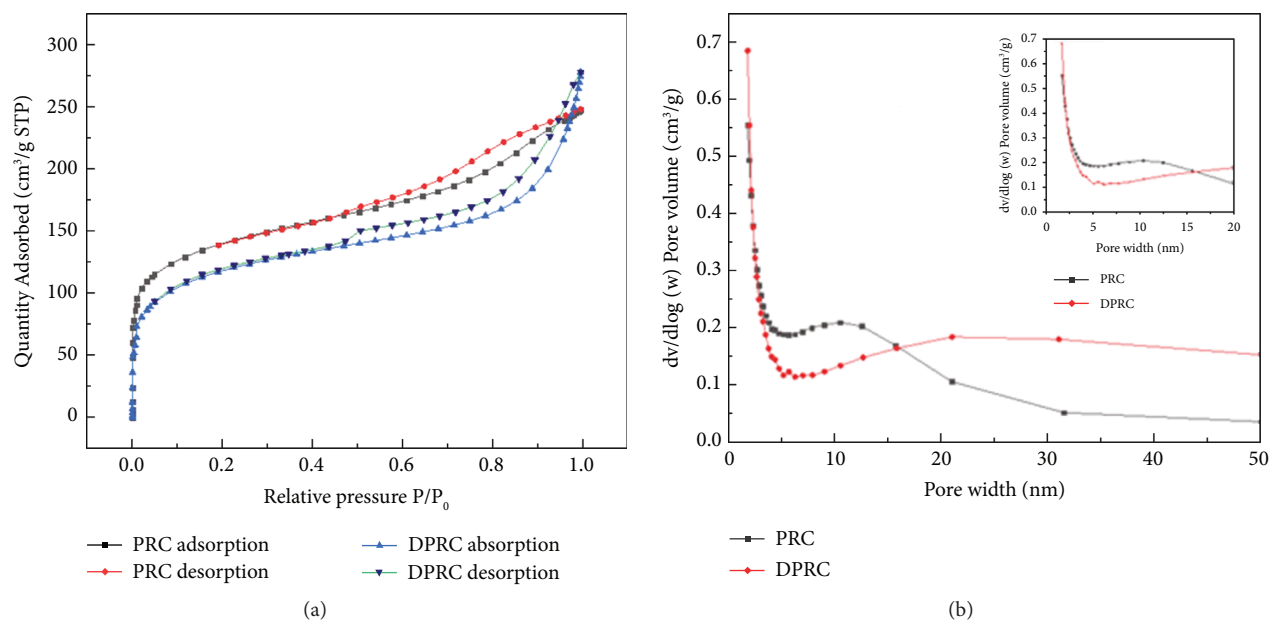 300
250
200
150
100
50
0
Quantity Adsorbed (cm³/g STP)
0.0 0.2 0.4 0.6 0.8 1.0
Relative pressure P/P₀
PRC adsorption
PRC desorption
DPRC absorption
DPRC desorption
(a)
0.7
0.6
0.5
0.4
0.3
0.2
0.1
0.0
dv/dlog (w) Pore volume (cm³/g)
0 10 20 30 40 50
Pore width (nm)
0.7
0.6
0.5
0.4
0.3
0.2
0.1
0.0
dv/dlog (w) Pore volume (cm³/g)
0 5 10 15 20
Pore width (nm)
PRC
DPRC
PRC
DPRC
(b)